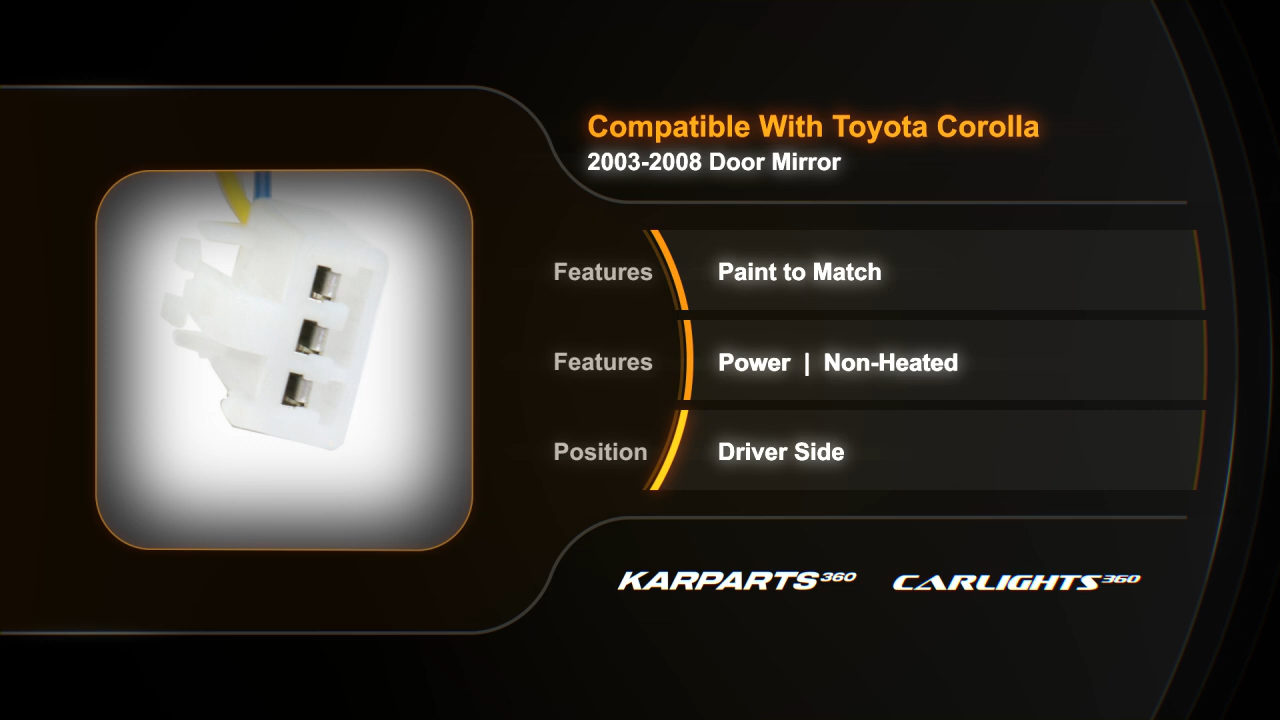 Compatible With Toyota Corolla
2003-2008 Door Mirror
Features Paint to Match
Features Power | Non-Heated
Position Driver Side
KARPARTS360 CARLIGHTS360